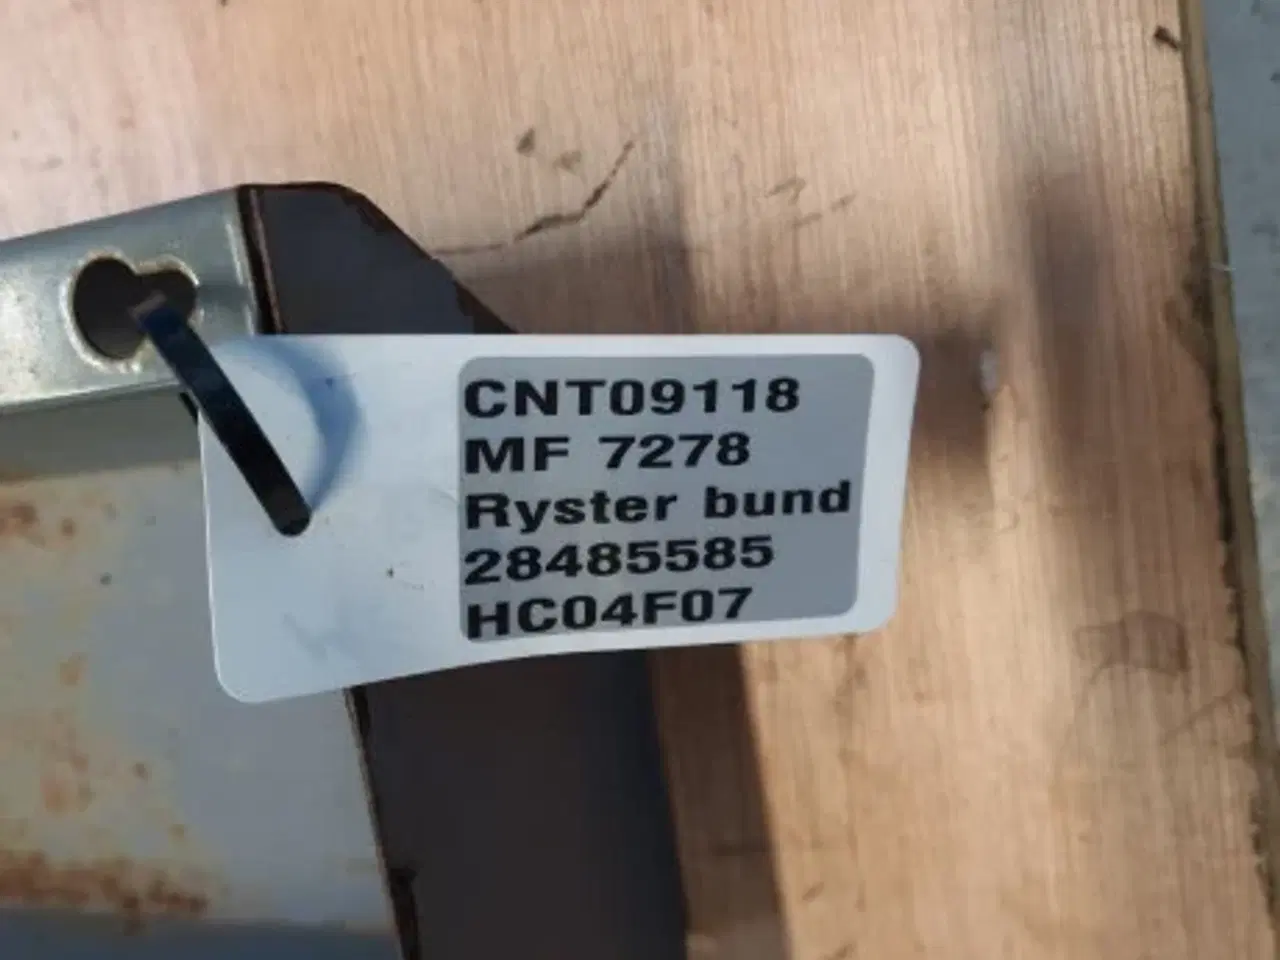 CNT09118
MF 7278
Ryster bund
28485585
HC04F07